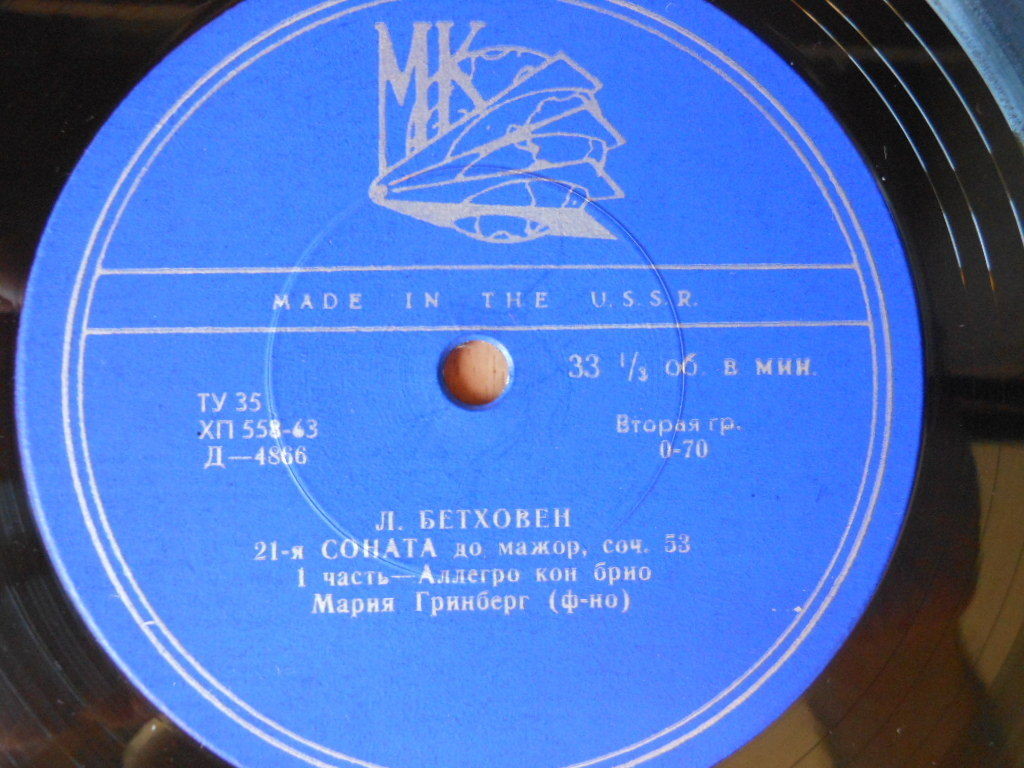 МК
MADE IN THE U.S.S.R.
33 1/3 об. в мин.
ТУ 35
ХП 558-63
Д—4866
Вторая гр.
0-70
Л. БЕТХОВЕН
21-я СОНАТА до мажор, соч. 53
1 часть—Аллегро кон брио
Мария Гринберг (ф-но)